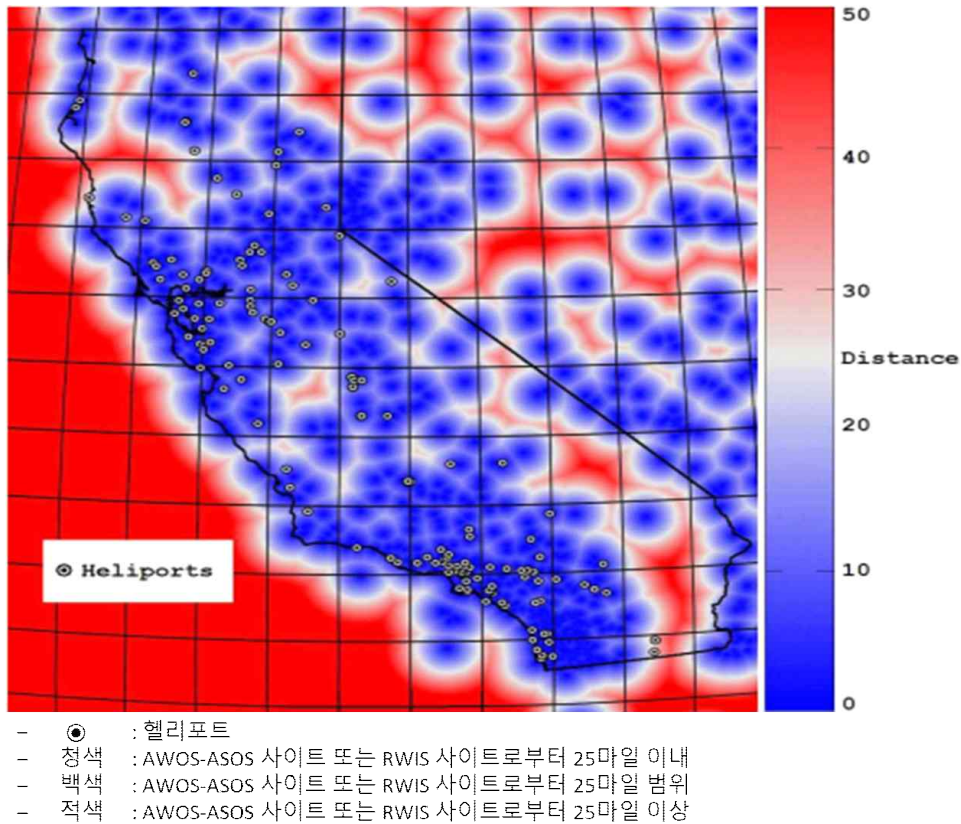 50
40
30
Distance
20
10
0
Heliports
– ◉ : 헬리포트
– 청색 : AWOS-ASOS 사이트 또는 RWIS 사이트로부터 25마일 이내
– 백색 : AWOS-ASOS 사이트 또는 RWIS 사이트로부터 25마일 범위
– 적색 : AWOS-ASOS 사이트 또는 RWIS 사이트로부터 25마일 이상